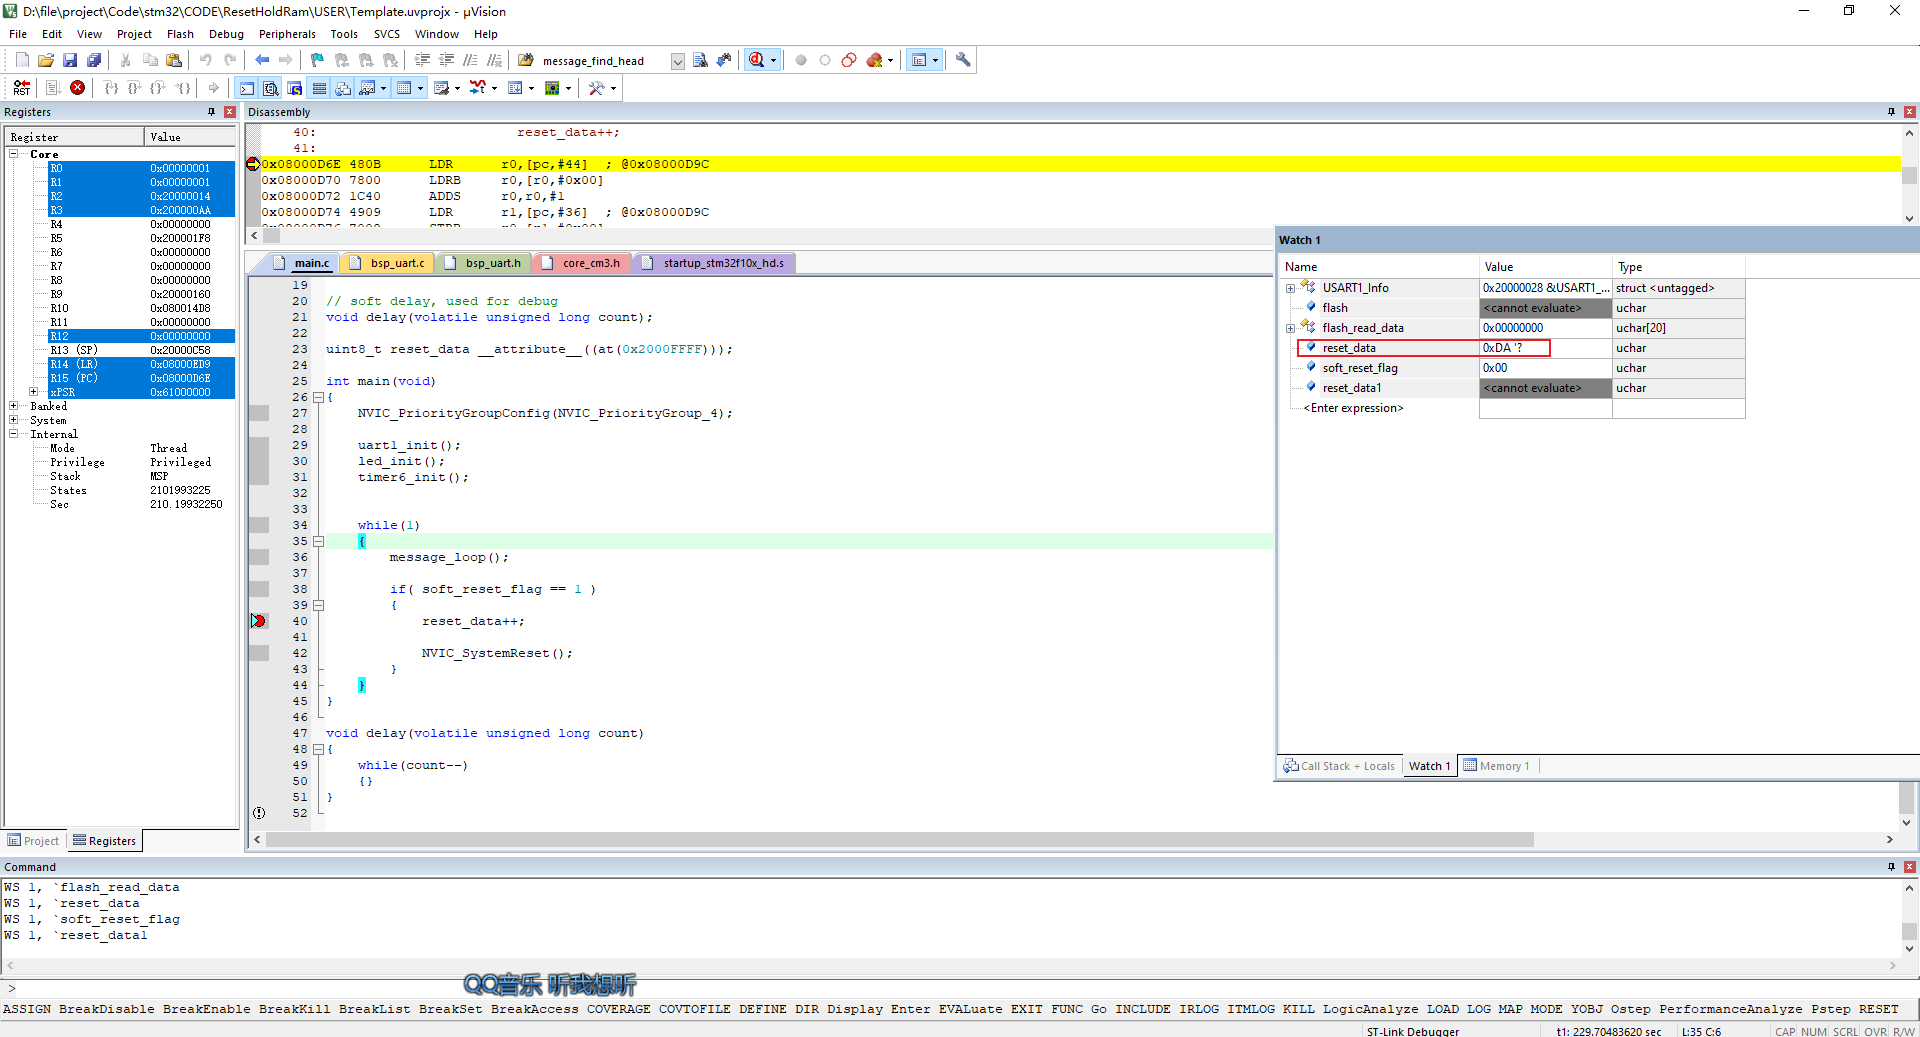 D:\file\project\Code\stm32\CODE\ResetHoldRam\USER\Template.uvprojx - µVision
File Edit View Project Flash Debug Peripherals Tools SVCS Window Help
message_find_head
RST
Registers
Register Value
Core
R0 0x00000001
R1 0x00000001
R2 0x20000014
R3 0x200000AA
R4 0x00000000
R5 0x200001F8
R6 0x00000000
R7 0x00000000
R8 0x00000000
R9 0x20000160
R10 0x080014D8
R11 0x00000000
R12 0x00000000
R13 (SP) 0x20000C58
R14 (LR) 0x08000ED9
R15 (PC) 0x08000D6E
xPSR 0x61000000
Banked
System
Internal
Mode Thread
Privilege Privileged
Stack MSP
States 2101993225
Sec 210.19932250
Project Registers
Disassembly
40: reset_data++;
41:
0x08000D6E 480B LDR r0,[pc,#44] ; @0x08000D9C
0x08000D70 7800 LDRB r0,[r0,#0x00]
0x08000D72 1C40 ADDS r0,r0,#1
0x08000D74 4909 LDR r1,[pc,#36] ; @0x08000D9C
main.c bsp_uart.c bsp_uart.h core_cm3.h startup_stm32f10x_hd.s
19
20 // soft delay, used for debug
21 void delay(volatile unsigned long count);
22
23 uint8_t reset_data __attribute__((at(0x2000FFFF)));
24
25 int main(void)
26 {
27 NVIC_PriorityGroupConfig(NVIC_PriorityGroup_4);
28
29 uart1_init();
30 led_init();
31 timer6_init();
32
33
34 while(1)
35 {
36 message_loop();
37
38 if( soft_reset_flag == 1 )
39 {
40 reset_data++;
41
42 NVIC_SystemReset();
43 }
44 }
45 }
46
47 void delay(volatile unsigned long count)
48 {
49 while(count--)
50 {}
51 }
52
Watch 1
Name Value Type
USART1_Info 0x20000028 &USART1_... struct <untagged>
flash <cannot evaluate> uchar
flash_read_data 0x00000000 uchar[20]
reset_data 0xDA '? uchar
soft_reset_flag 0x00 uchar
reset_data1 <cannot evaluate> uchar
<Enter expression>
Call Stack + Locals Watch 1 Memory 1
Command
WS 1, `flash_read_data
WS 1, `reset_data
WS 1, `soft_reset_flag
WS 1, `reset_data1
QQ音乐 听我想听
>
ASSIGN BreakDisable BreakEnable BreakKill BreakList BreakSet BreakAccess COVERAGE COVTOFILE DEFINE DIR Display Enter EVALuate EXIT FUNC Go INCLUDE IRLOG ITMLOG KILL LogicAnalyze LOAD LOG MAP MODE YOBJ Ostep PerformanceAnalyze Pstep RESET
ST-Link Debugger t1: 229.70483620 sec L:35 C:6 CAP NUM SCRL OVR R/W